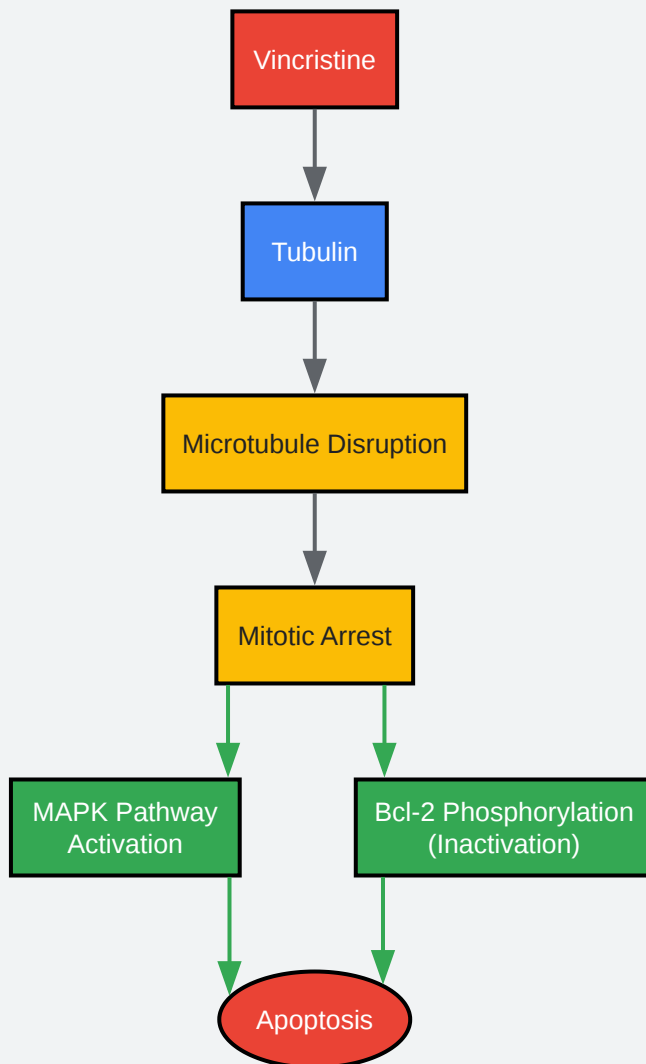 Vincristine
Tubulin
Microtubule Disruption
Mitotic Arrest
MAPK Pathway
Activation
Bcl-2 Phosphorylation
(Inactivation)
Apoptosis